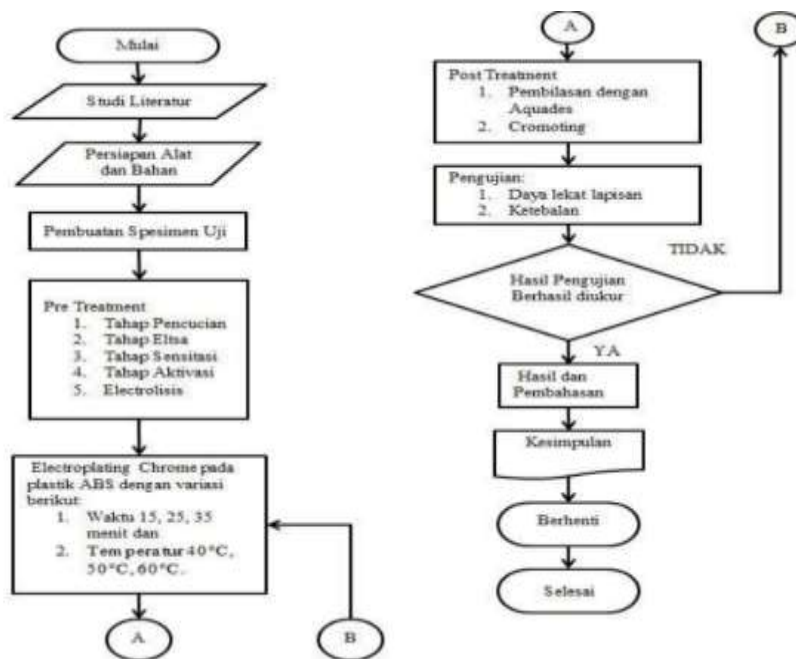 Mulai
Studi Literatur
Persiapan Alat
dan Bahan
Pembuatan Spesimen Uji
Pre Treatment
1. Tahap Pencucian
2. Tahap Eltsa
3. Tahap Sensitasi
4. Tahap Aktivasi
5. Electrolisis
Electroplating Chrome pada
plastik ABS dengan variasi
berikut:
1. Waktu 15, 25, 35
menit dan
2. Temperatur 40°C,
50°C, 60°C.
A
B
A
B
Post Treatment
1. Pembilasan dengan
Aquades
2. Cromoting
Pengujian:
1. Daya lekat lapisan
2. Ketebalan
TIDAK
Hasil Pengujian
Berhasil diukur
YA
Hasil dan
Pembahasan
Kesimpulan
Berhenti
Selesai